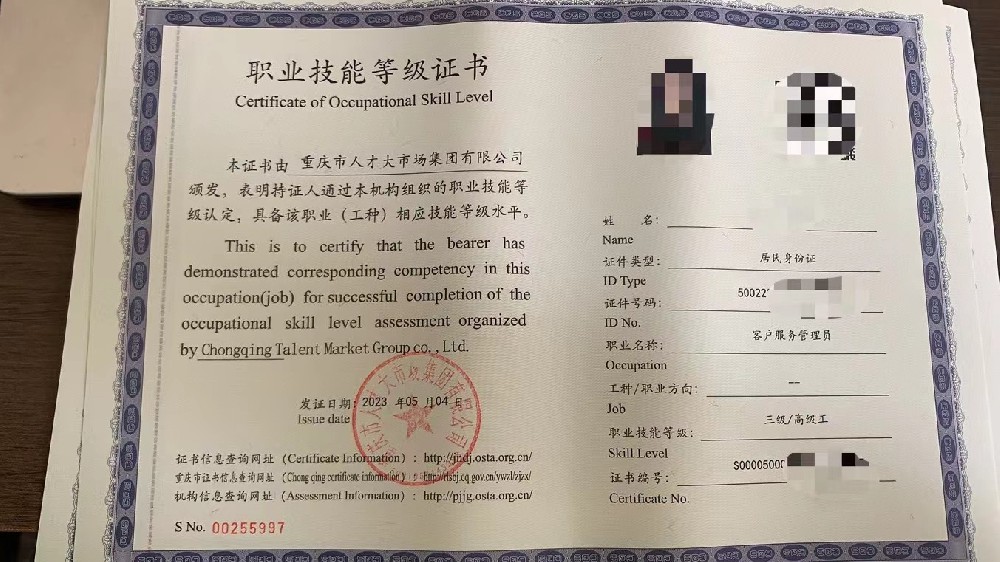 职业技能等级证书
Certificate of Occupational Skill Level
本证书由 重庆市人才大市场集团有限公司
颁发，表明持证人通过本机构组织的职业技能等
级认定，具备该职业（工种）相应技能等级水平。
This is to certify that the bearer has
demonstrated corresponding competency in this
occupation(job) for successful completion of the
occupational skill level assessment organized
by Chongqing Talent Market Group co., Ltd.
发证日期: 2023 年05 月04 日
Issue date
证书信息查询网址 (Certificate Information) : http://jndj.osta.org.cn/
重庆市证书信息查询网址 (Chong qing certificate information) :
机构信息查询网址 (Assessment Information) : http://pjjg.osta.org.cn/
S No. 00255997
姓 名:
Name
证件类型: 居民身份证
ID Type
证件号码: 50022
ID No.
职业名称: 客户服务管理员
Occupation
工种/职业方向: --
Job
职业技能等级: 三级/高级工
Skill Level
证书编号: S00005000
Certificate No.